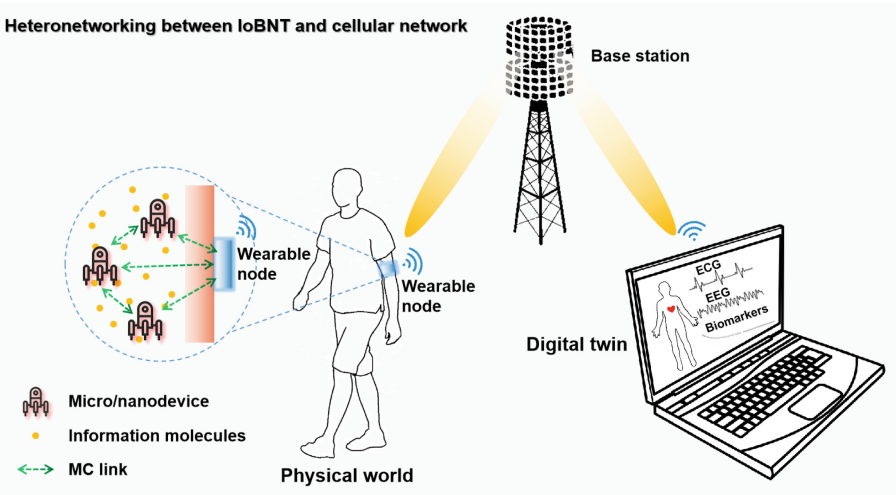 Heteronetworking between IoBNT and cellular network
Base station
Wearable
node
Wearable
node
ECG
EEG
Biomarkers
Digital twin
Micro/nanodevice
Information molecules
MC link
Physical world